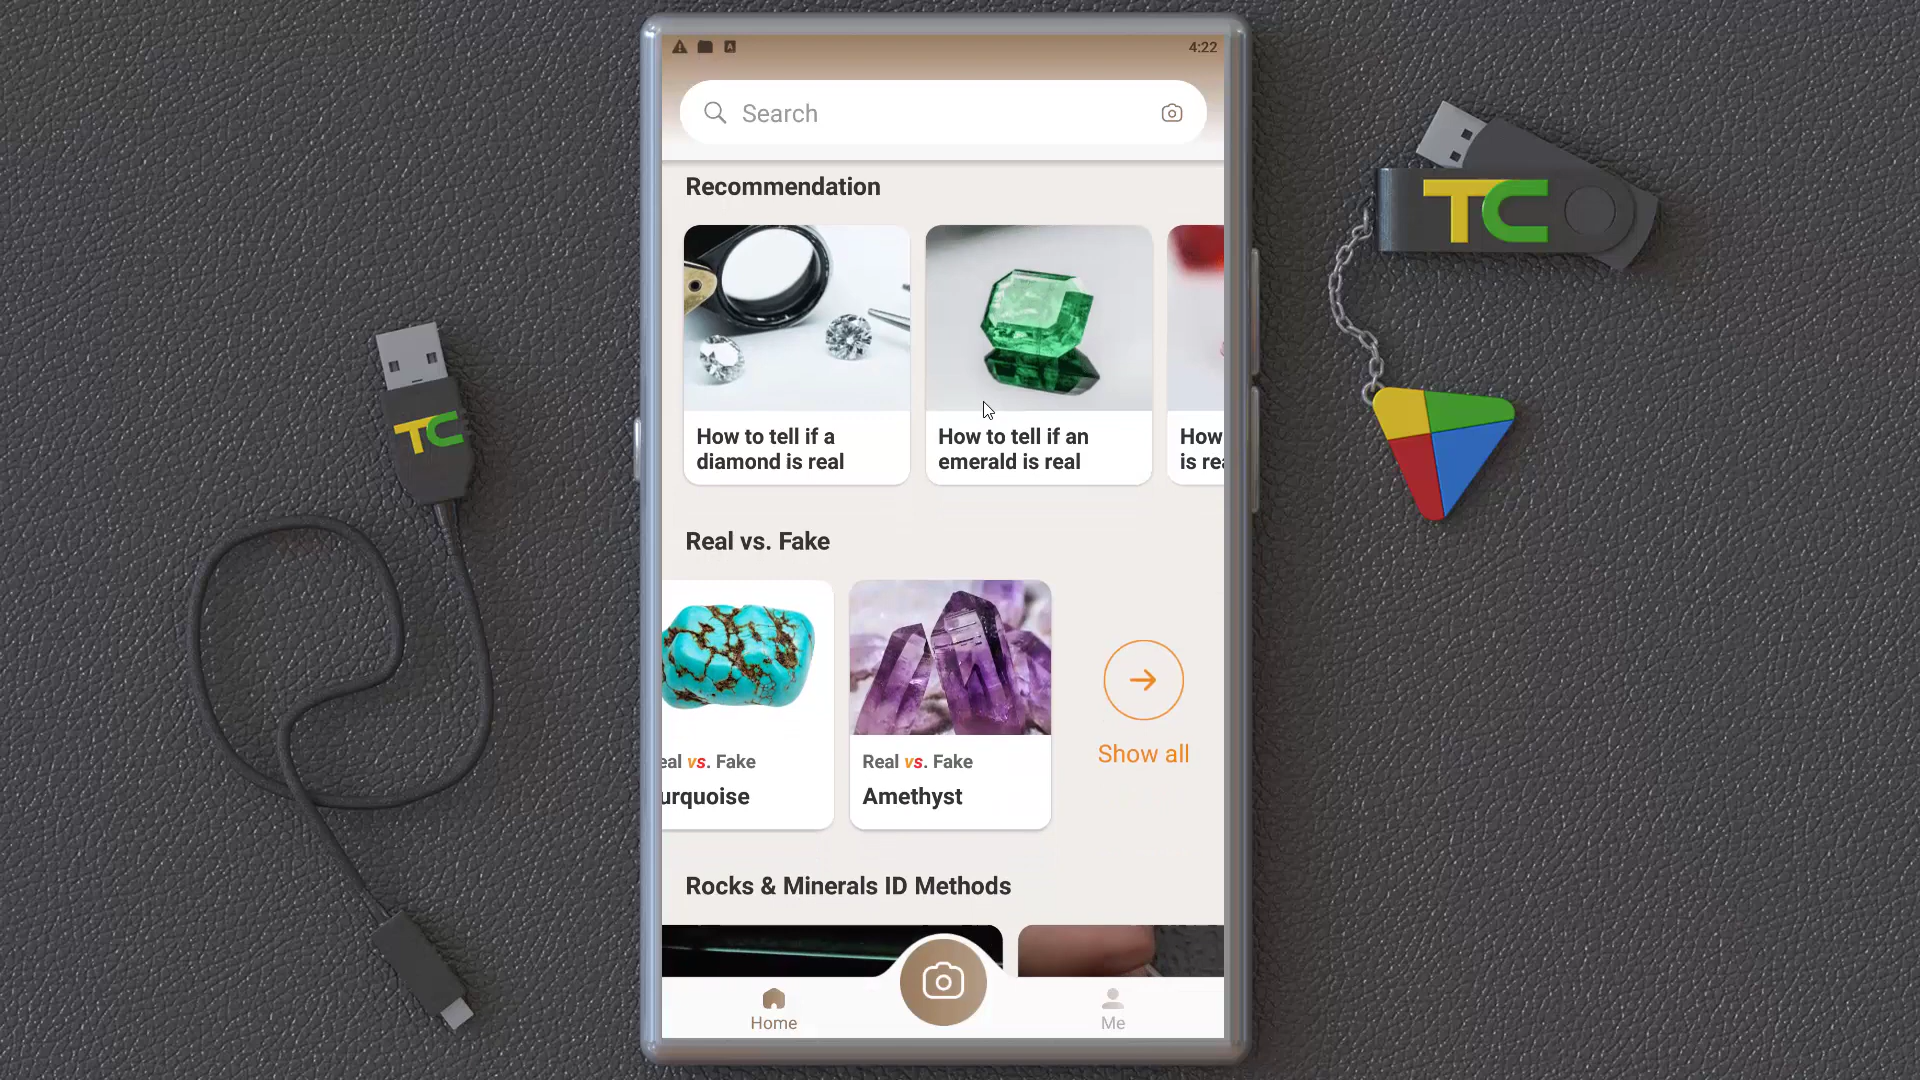 4:22
Search
Recommendation
How to tell if a
diamond is real
How to tell if an
emerald is real
How
is rea
Real vs. Fake
eal vs. Fake
urquoise
Real vs. Fake
Amethyst
Show all
Rocks & Minerals ID Methods
Home
Me
TC
TC